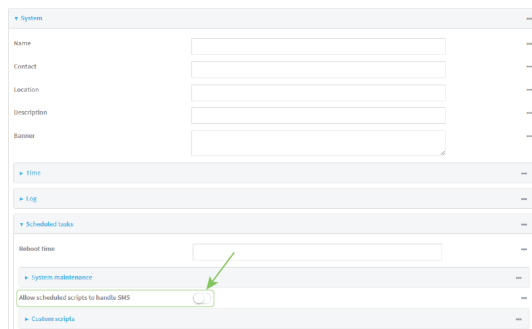 System
Name
Contact
Location
Description
Banner
Time
Log
Scheduled tasks
Reboot time
System maintenance
Allow scheduled scripts to handle SMS
Custom scripts